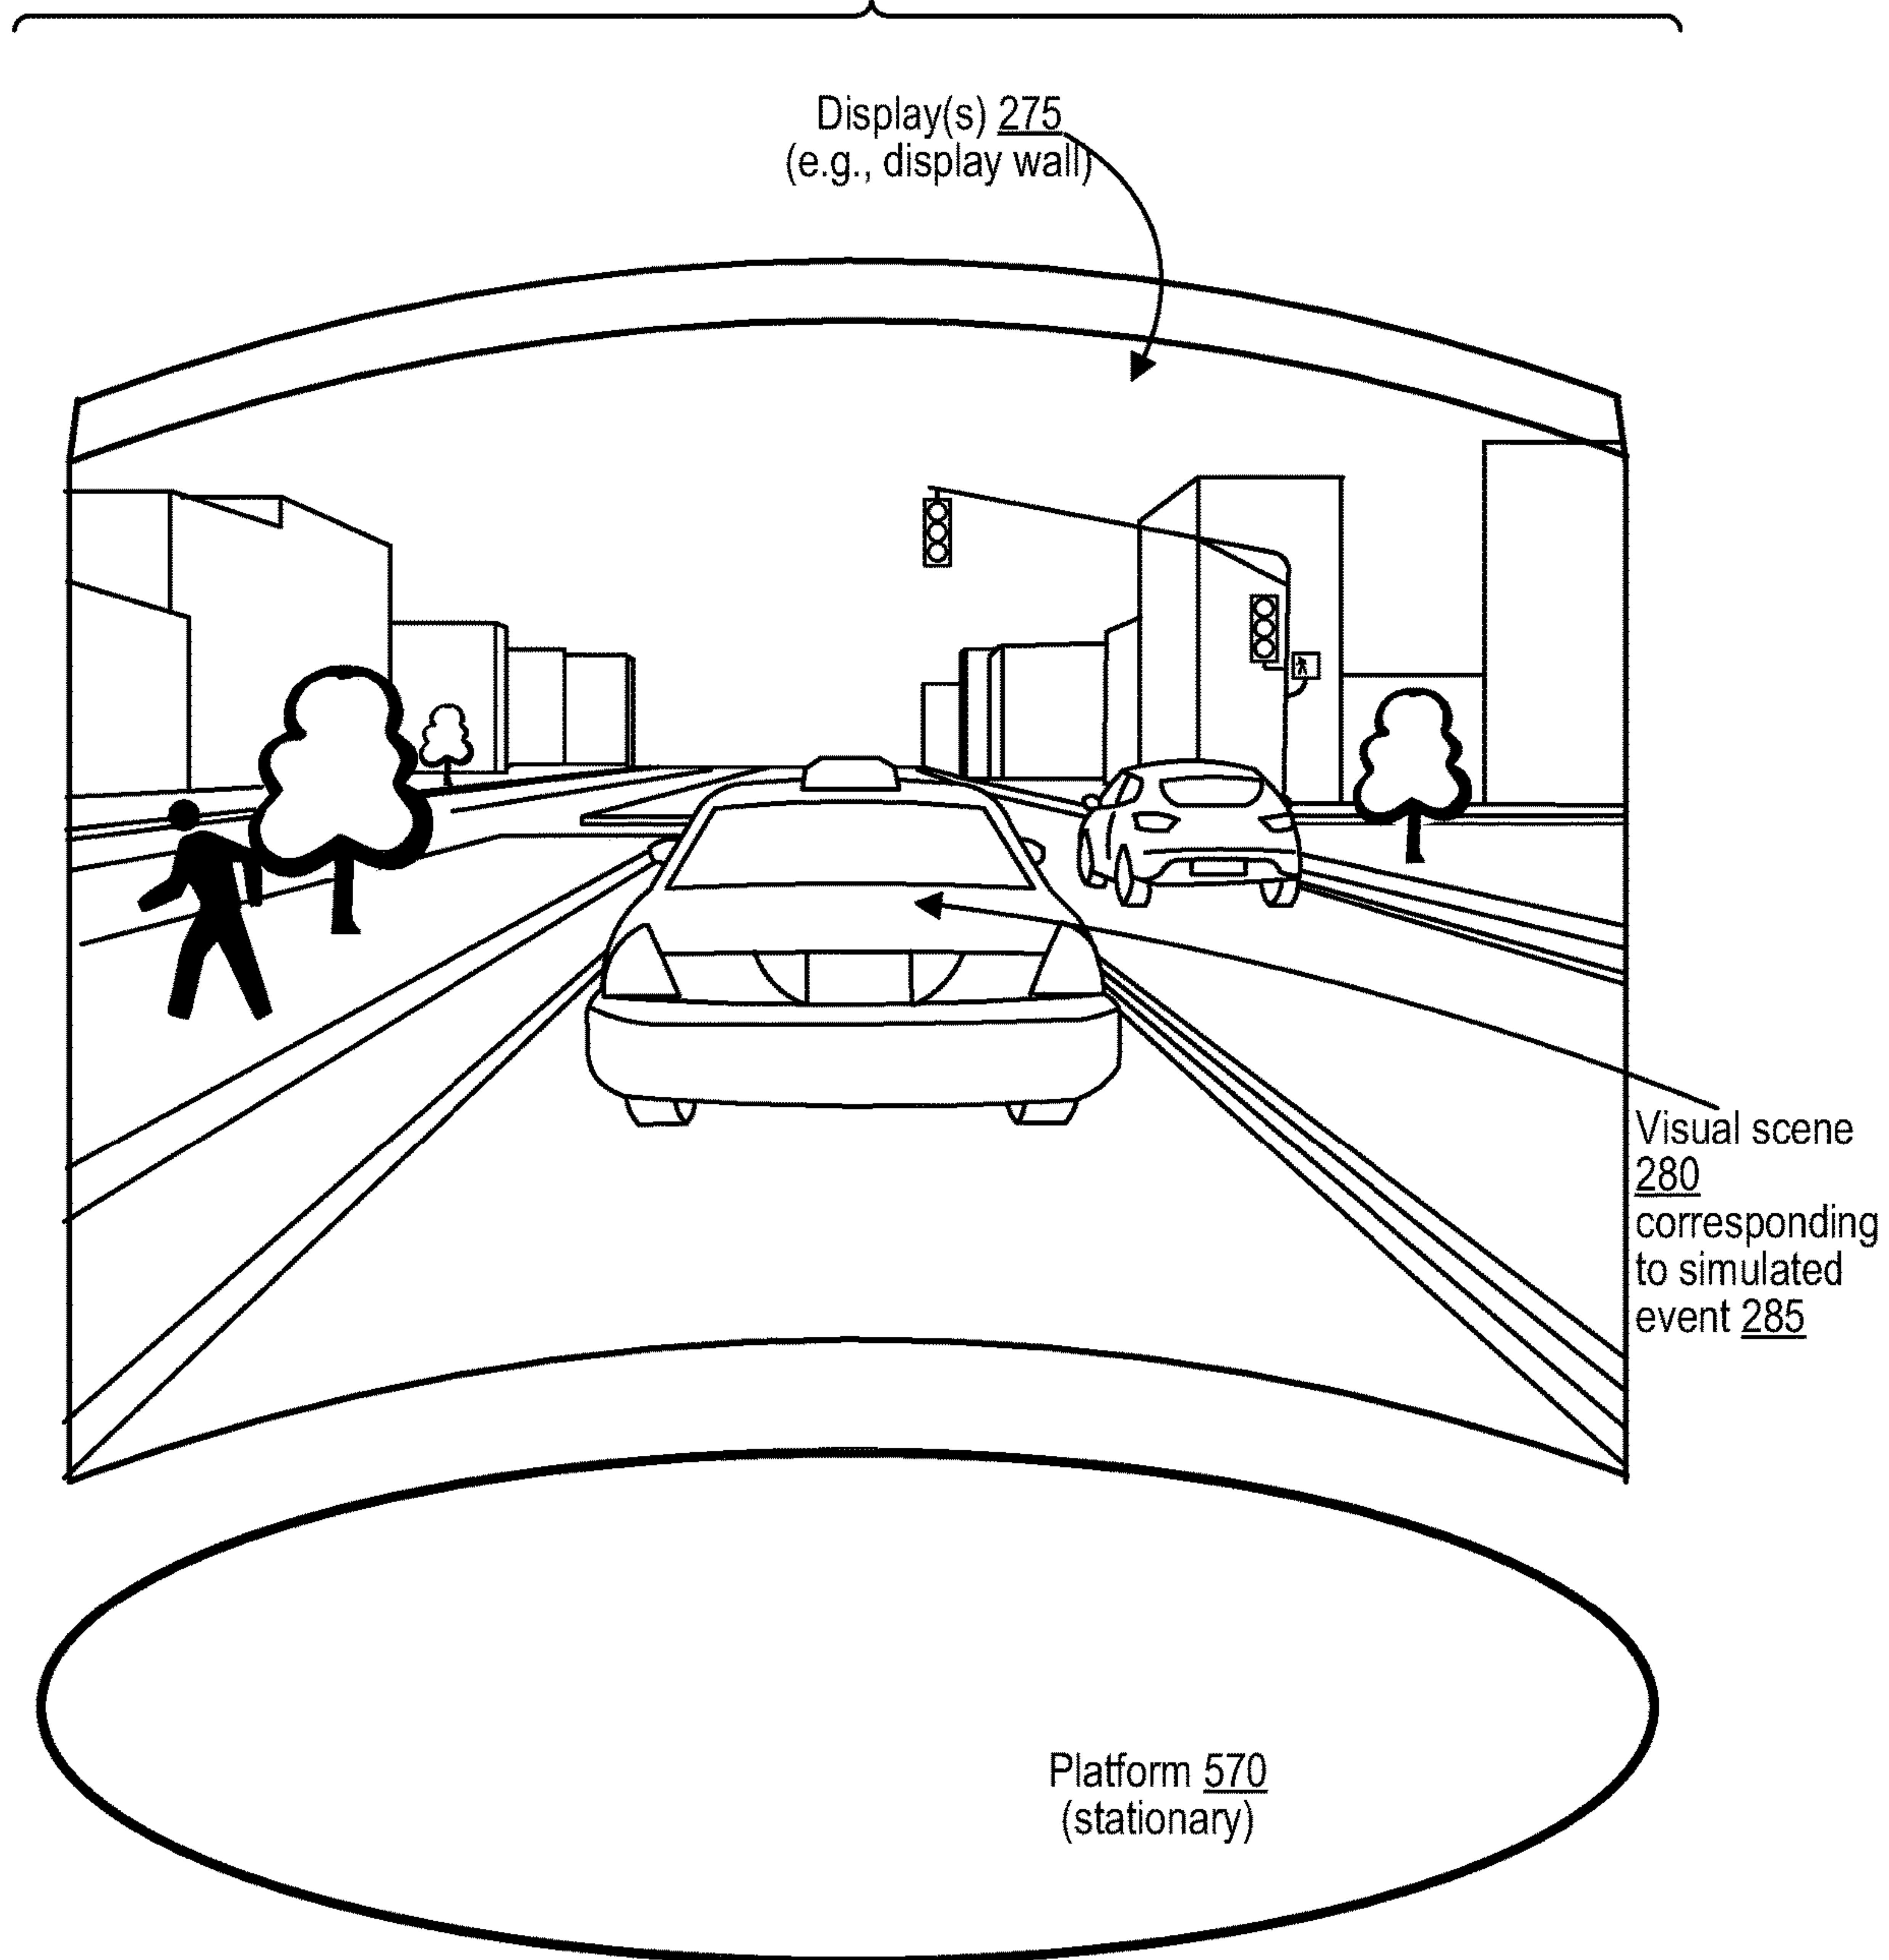 Display(s) 275
(e.g., display wall)
Visual scene
280
corresponding
to simulated
event 285
Platform 570
(stationary)